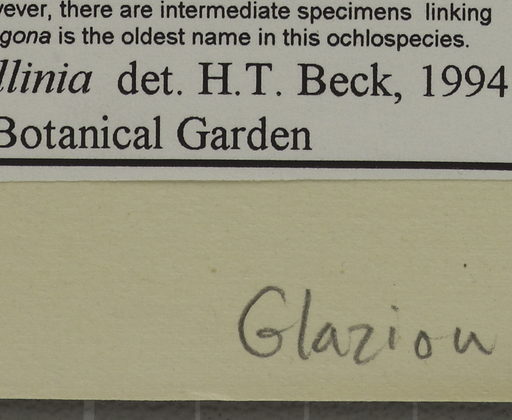 ever, there are intermediate specimens linking
gona is the oldest name in this ochlospecies.
llinia det. H.T. Beck, 1994
Botanical Garden
Glaziou